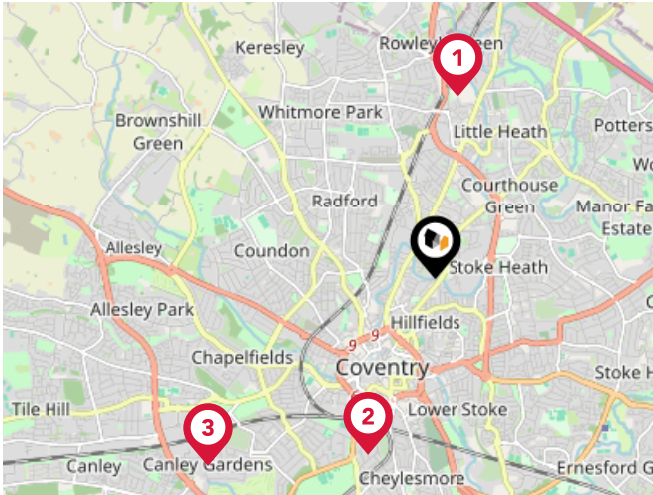 Keresley
Rowley Green
1
Brownshill
Green
Whitmore Park
Little Heath
Potters
Courthouse
Green
Radford
Manor Fa
Estate
Allesley
Coundon
Stoke Heath
Allesley Park
Hillfields
9
9
Chapelfields
Coventry
Stoke H
Tile Hill
Lower Stoke
2
3
Canley
Canley Gardens
Cheylesmore
Ernesford G